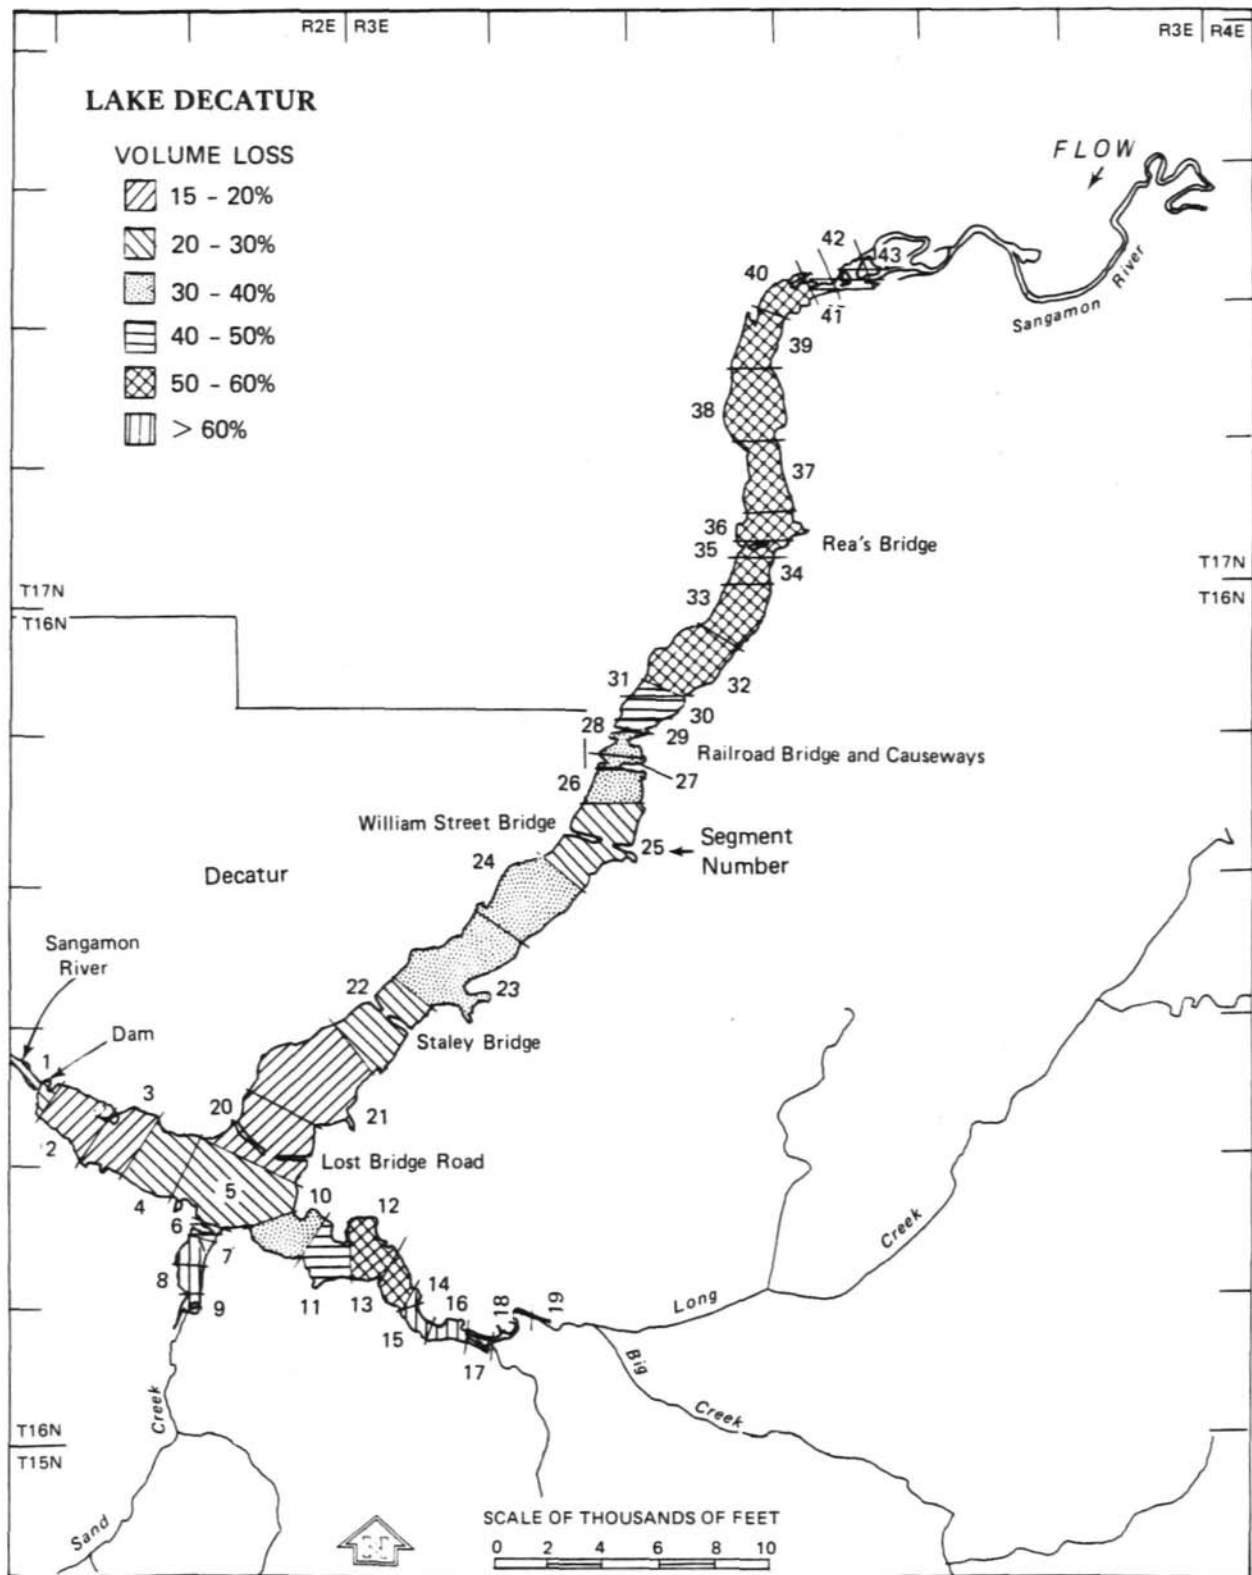 R2E R3E
R3E R4E
LAKE DECATUR
VOLUME LOSS
15 - 20%
20 - 30%
30 - 40%
40 - 50%
50 - 60%
> 60%
FLOW
Sangamon River
42
43
40
41
39
38
37
36
Rea's Bridge
35
34
T17N
T16N
T17N
T16N
33
32
31
30
28
29
Railroad Bridge and Causeways
27
26
William Street Bridge
25
Segment
Number
24
Decatur
Sangamon
River
22
23
Dam
Staley Bridge
1
3
20
21
2
Lost Bridge Road
4
5
10
12
6
7
8
9
11
13
14
15
16
17
18
19
Long Creek
Big Creek
Sand Creek
T16N
T15N
N
SCALE OF THOUSANDS OF FEET
0 2 4 6 8 10